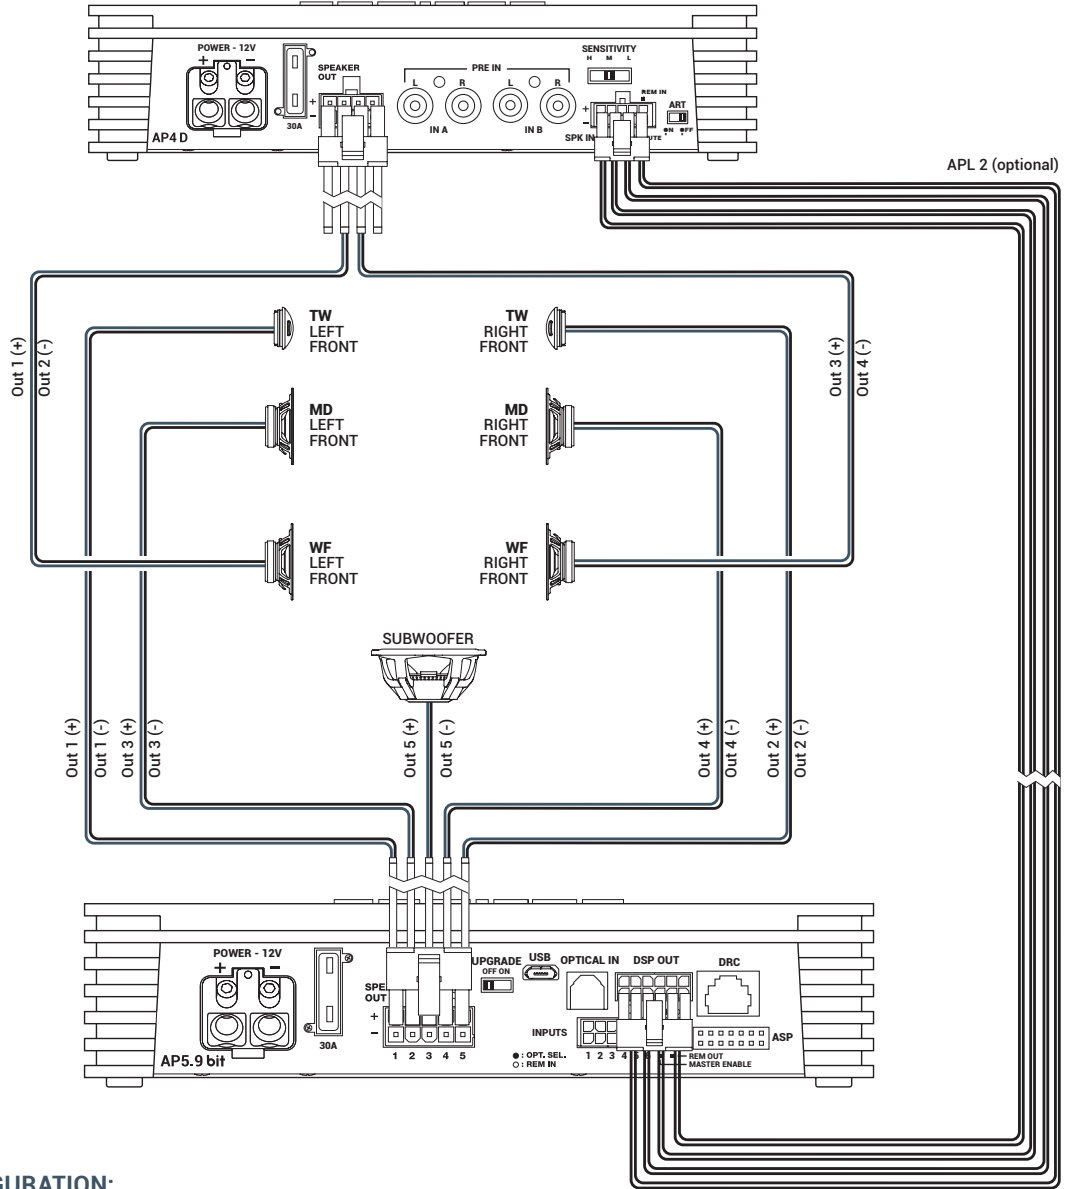 POWER - 12V
+ −
30A
SPEAKER
OUT
+
−
PRE IN
L R L R
IN A IN B
SENSITIVITY
H M L
REM IN
+
−
SPK IN
ART
ON OFF
AP4 D
APL 2 (optional)
Out 1 (+)
Out 2 (-)
TW
LEFT
FRONT
TW
RIGHT
FRONT
Out 3 (+)
Out 4 (-)
MD
LEFT
FRONT
MD
RIGHT
FRONT
WF
LEFT
FRONT
WF
RIGHT
FRONT
SUBWOOFER
Out 1 (+)
Out 1 (-)
Out 3 (+)
Out 3 (-)
Out 5 (+)
Out 5 (-)
Out 4 (+)
Out 4 (-)
Out 2 (+)
Out 2 (-)
POWER - 12V
+ −
30A
SPE
OUT
+
−
1 2 3 4 5
UPGRADE
OFF ON
USB
OPTICAL IN
DSP OUT
DRC
INPUTS
ASP
● : OPT. SEL.
○ : REM IN
1 2 3 4
REM OUT
MASTER ENABLE
AP5.9 bit
GURATION: